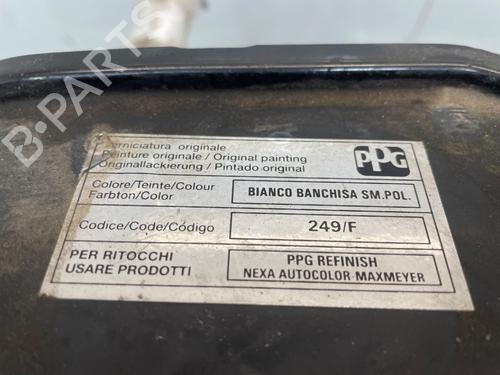 B-PARTS
Verniciatura originale
Peinture originale / Original painting
Originallackierung / Pintado original
PPG
Colore/Teinte/Colour
Farbton/Color
BIANCO BANCHISA SM.POL.
Codice/Code/Código
249/F
PER RITOCCHI
USARE PRODOTTI
PPG REFINISH
NEXA AUTOCOLOR-MAXMEYER